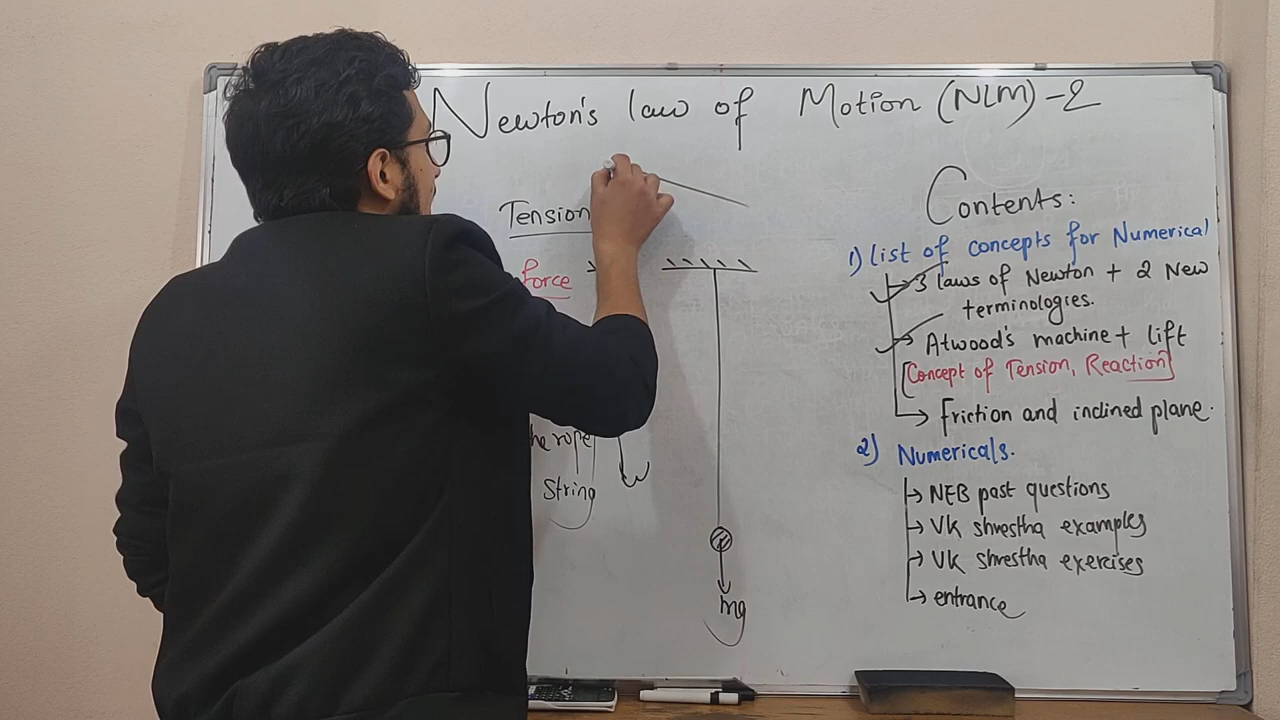 Newton's law of Motion (NLM)-2
Tension
force
the rope
String
mg
Contents:
1) list of concepts for Numerical
→ 3 laws of Newton + 2 New
terminologies.
→ Atwood's machine + lift
[Concept of Tension, Reaction]
→ friction and inclined plane.
2) Numericals.
→ NEB past questions
→ VK shrestha examples
→ VK shrestha exercises
→ entrance